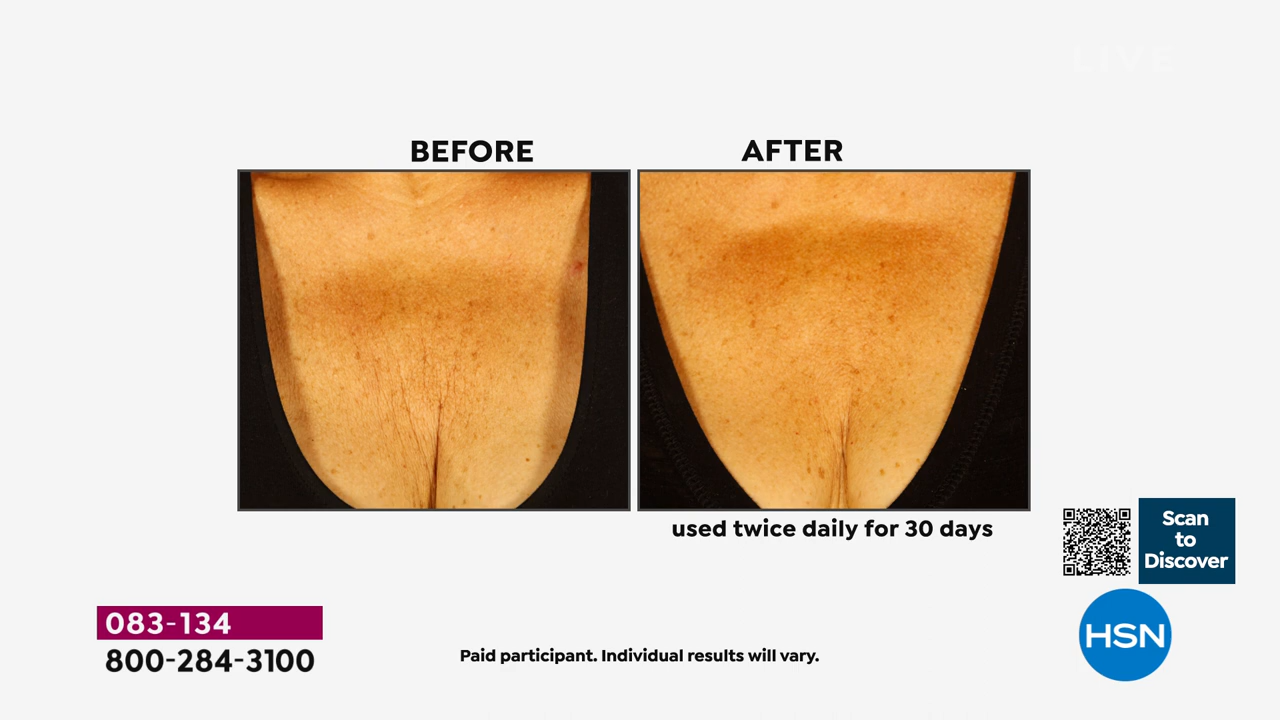 LIVE
BEFORE
AFTER
used twice daily for 30 days
Scan
to
Discover
083-134
800-284-3100
Paid participant. Individual results will vary.
HSN